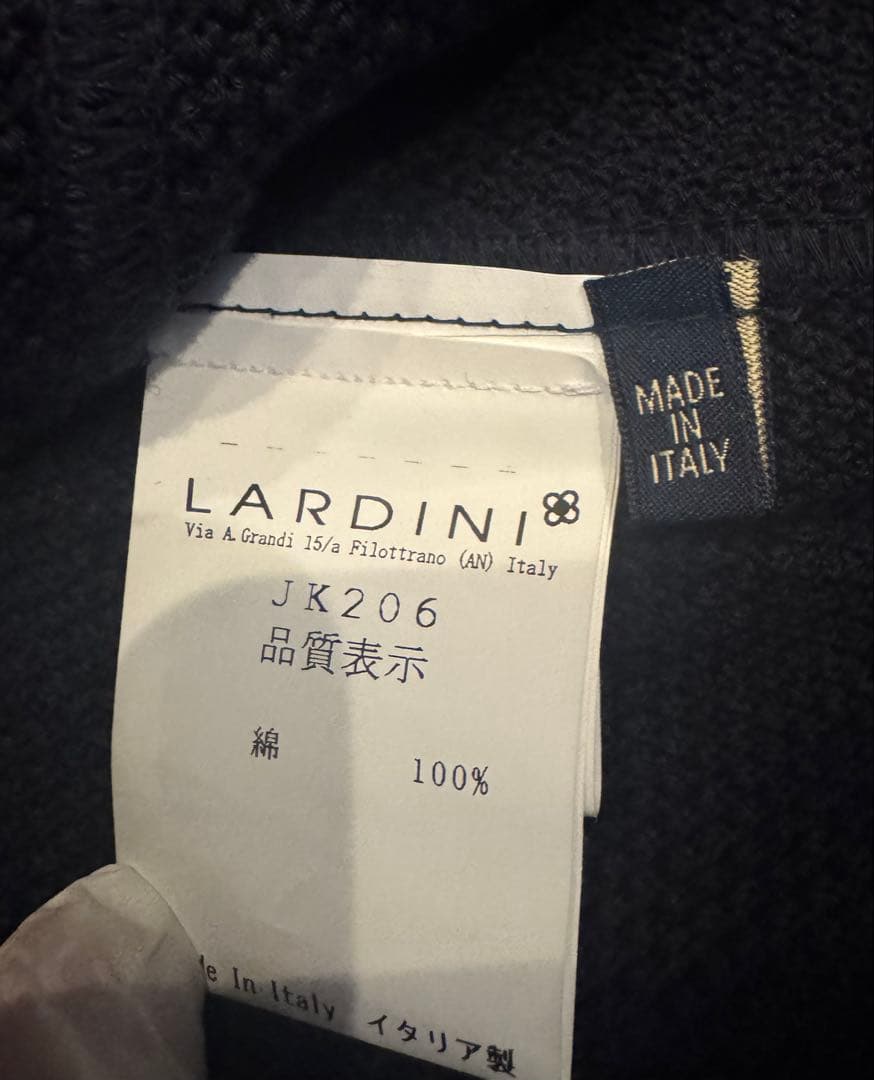 MADE
IN
ITALY
LARDINI
Via A. Grandi 15/a Filottrano (AN) Italy
JK206
品質表示
綿 100%
In Italy イタリア製